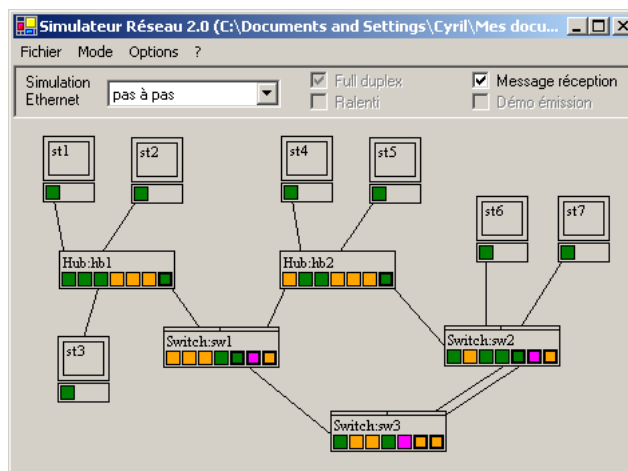 Simulateur Réseau 2.0 (C:\Documents and Settings\Cyril\Mes docu...
Fichier Mode Options ?
Simulation Ethernet
pas à pas
Full duplex
Ralenti
Message réception
Démo émission
st1
st2
st4
st5
st6
st7
Hub:hb1
Hub:hb2
st3
Switch:sw1
Switch:sw2
Switch:sw3